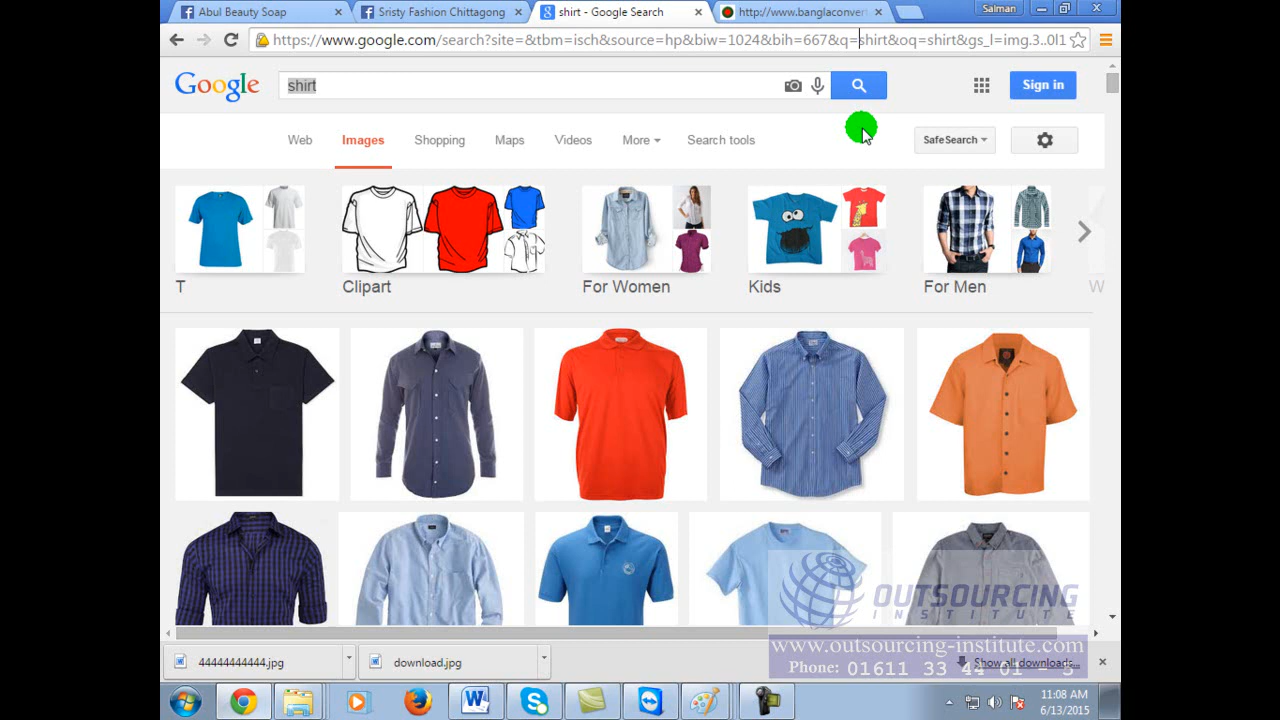 Abul Beauty Soap
Sristy Fashion Chittagong
shirt - Google Search
http://www.banglaconvert
Salman
https://www.google.com/search?site=&tbm=isch&source=hp&biw=1024&bih=667&q=shirt&oq=shirt&gs_l=img.3..0l1
Google
shirt
Sign in
Web
Images
Shopping
Maps
Videos
More
Search tools
SafeSearch
T
Clipart
For Women
Kids
For Men
W
OUTSOURCING
INSTITUTE
www.outsourcing-institute.com
Phone: 01611 33 44 01 - 3
44444444444.jpg
download.jpg
Show all downloads...
11:08 AM
6/13/2015